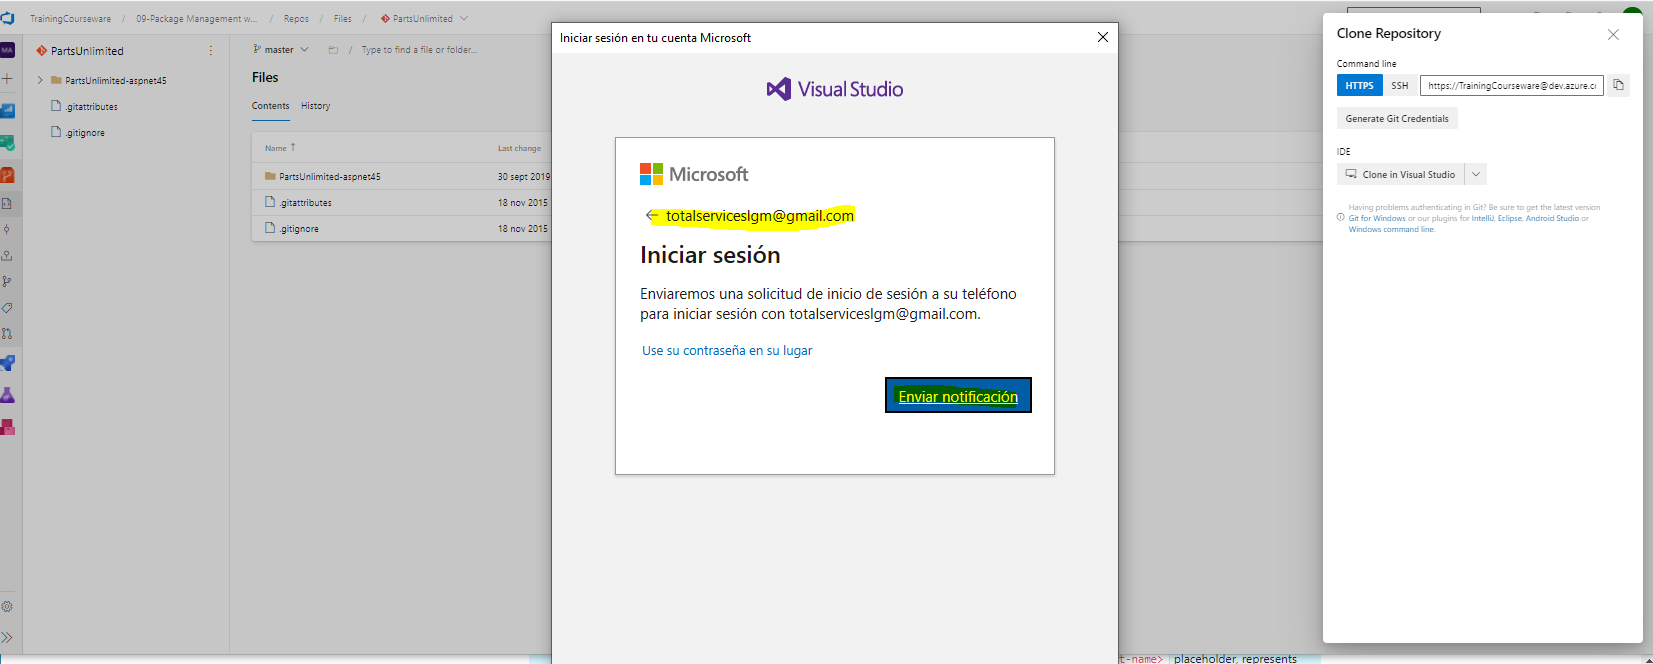 TrainingCourseware / 09-Package Management w... / Repos / Files / PartsUnlimited
MA
PartsUnlimited
PartsUnlimited-aspnet45
.gitattributes
.gitignore
master / Type to find a file or folder...
Files
Contents History
Name ↑ Last change
PartsUnlimited-aspnet45 30 sept 2019
.gitattributes 18 nov 2015
.gitignore 18 nov 2015
Iniciar sesión en tu cuenta Microsoft
Visual Studio
Microsoft
← totalserviceslgm@gmail.com
Iniciar sesión
Enviaremos una solicitud de inicio de sesión a su teléfono
para iniciar sesión con totalserviceslgm@gmail.com.
Use su contraseña en su lugar
Enviar notificación
Clone Repository
Command line
HTTPS SSH https://TrainingCourseware@dev.azure.c
Generate Git Credentials
IDE
Clone in Visual Studio
Having problems authenticating in Git? Be sure to get the latest version
Git for Windows or our plugins for IntelliJ, Eclipse, Android Studio or
Windows command line.
t-name> placeholder, represents